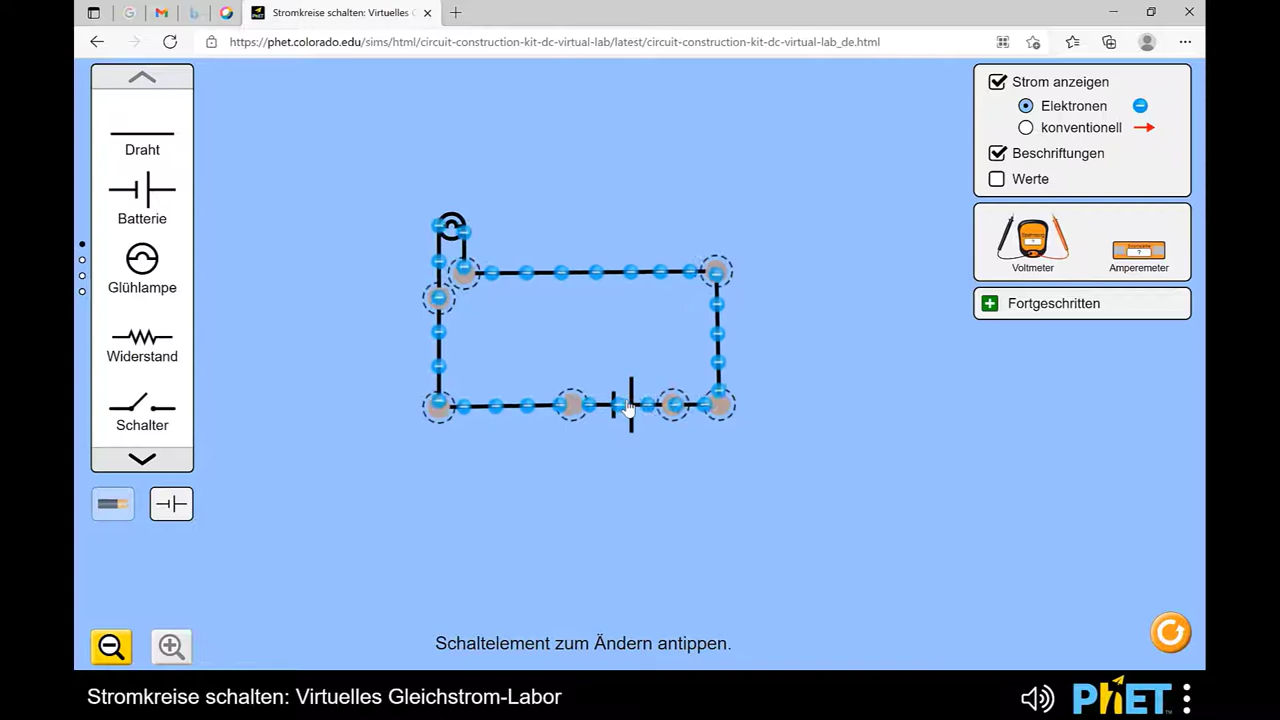 Stromkreise schalten: Virtuelles G
https://phet.colorado.edu/sims/html/circuit-construction-kit-dc-virtual-lab/latest/circuit-construction-kit-dc-virtual-lab_de.html
Draht
Batterie
Glühlampe
Widerstand
Schalter
Strom anzeigen
Elektronen
konventionell
Beschriftungen
Werte
Voltmeter
Amperemeter
Fortgeschritten
Schaltelement zum Ändern antippen.
Stromkreise schalten: Virtuelles Gleichstrom-Labor
PhET